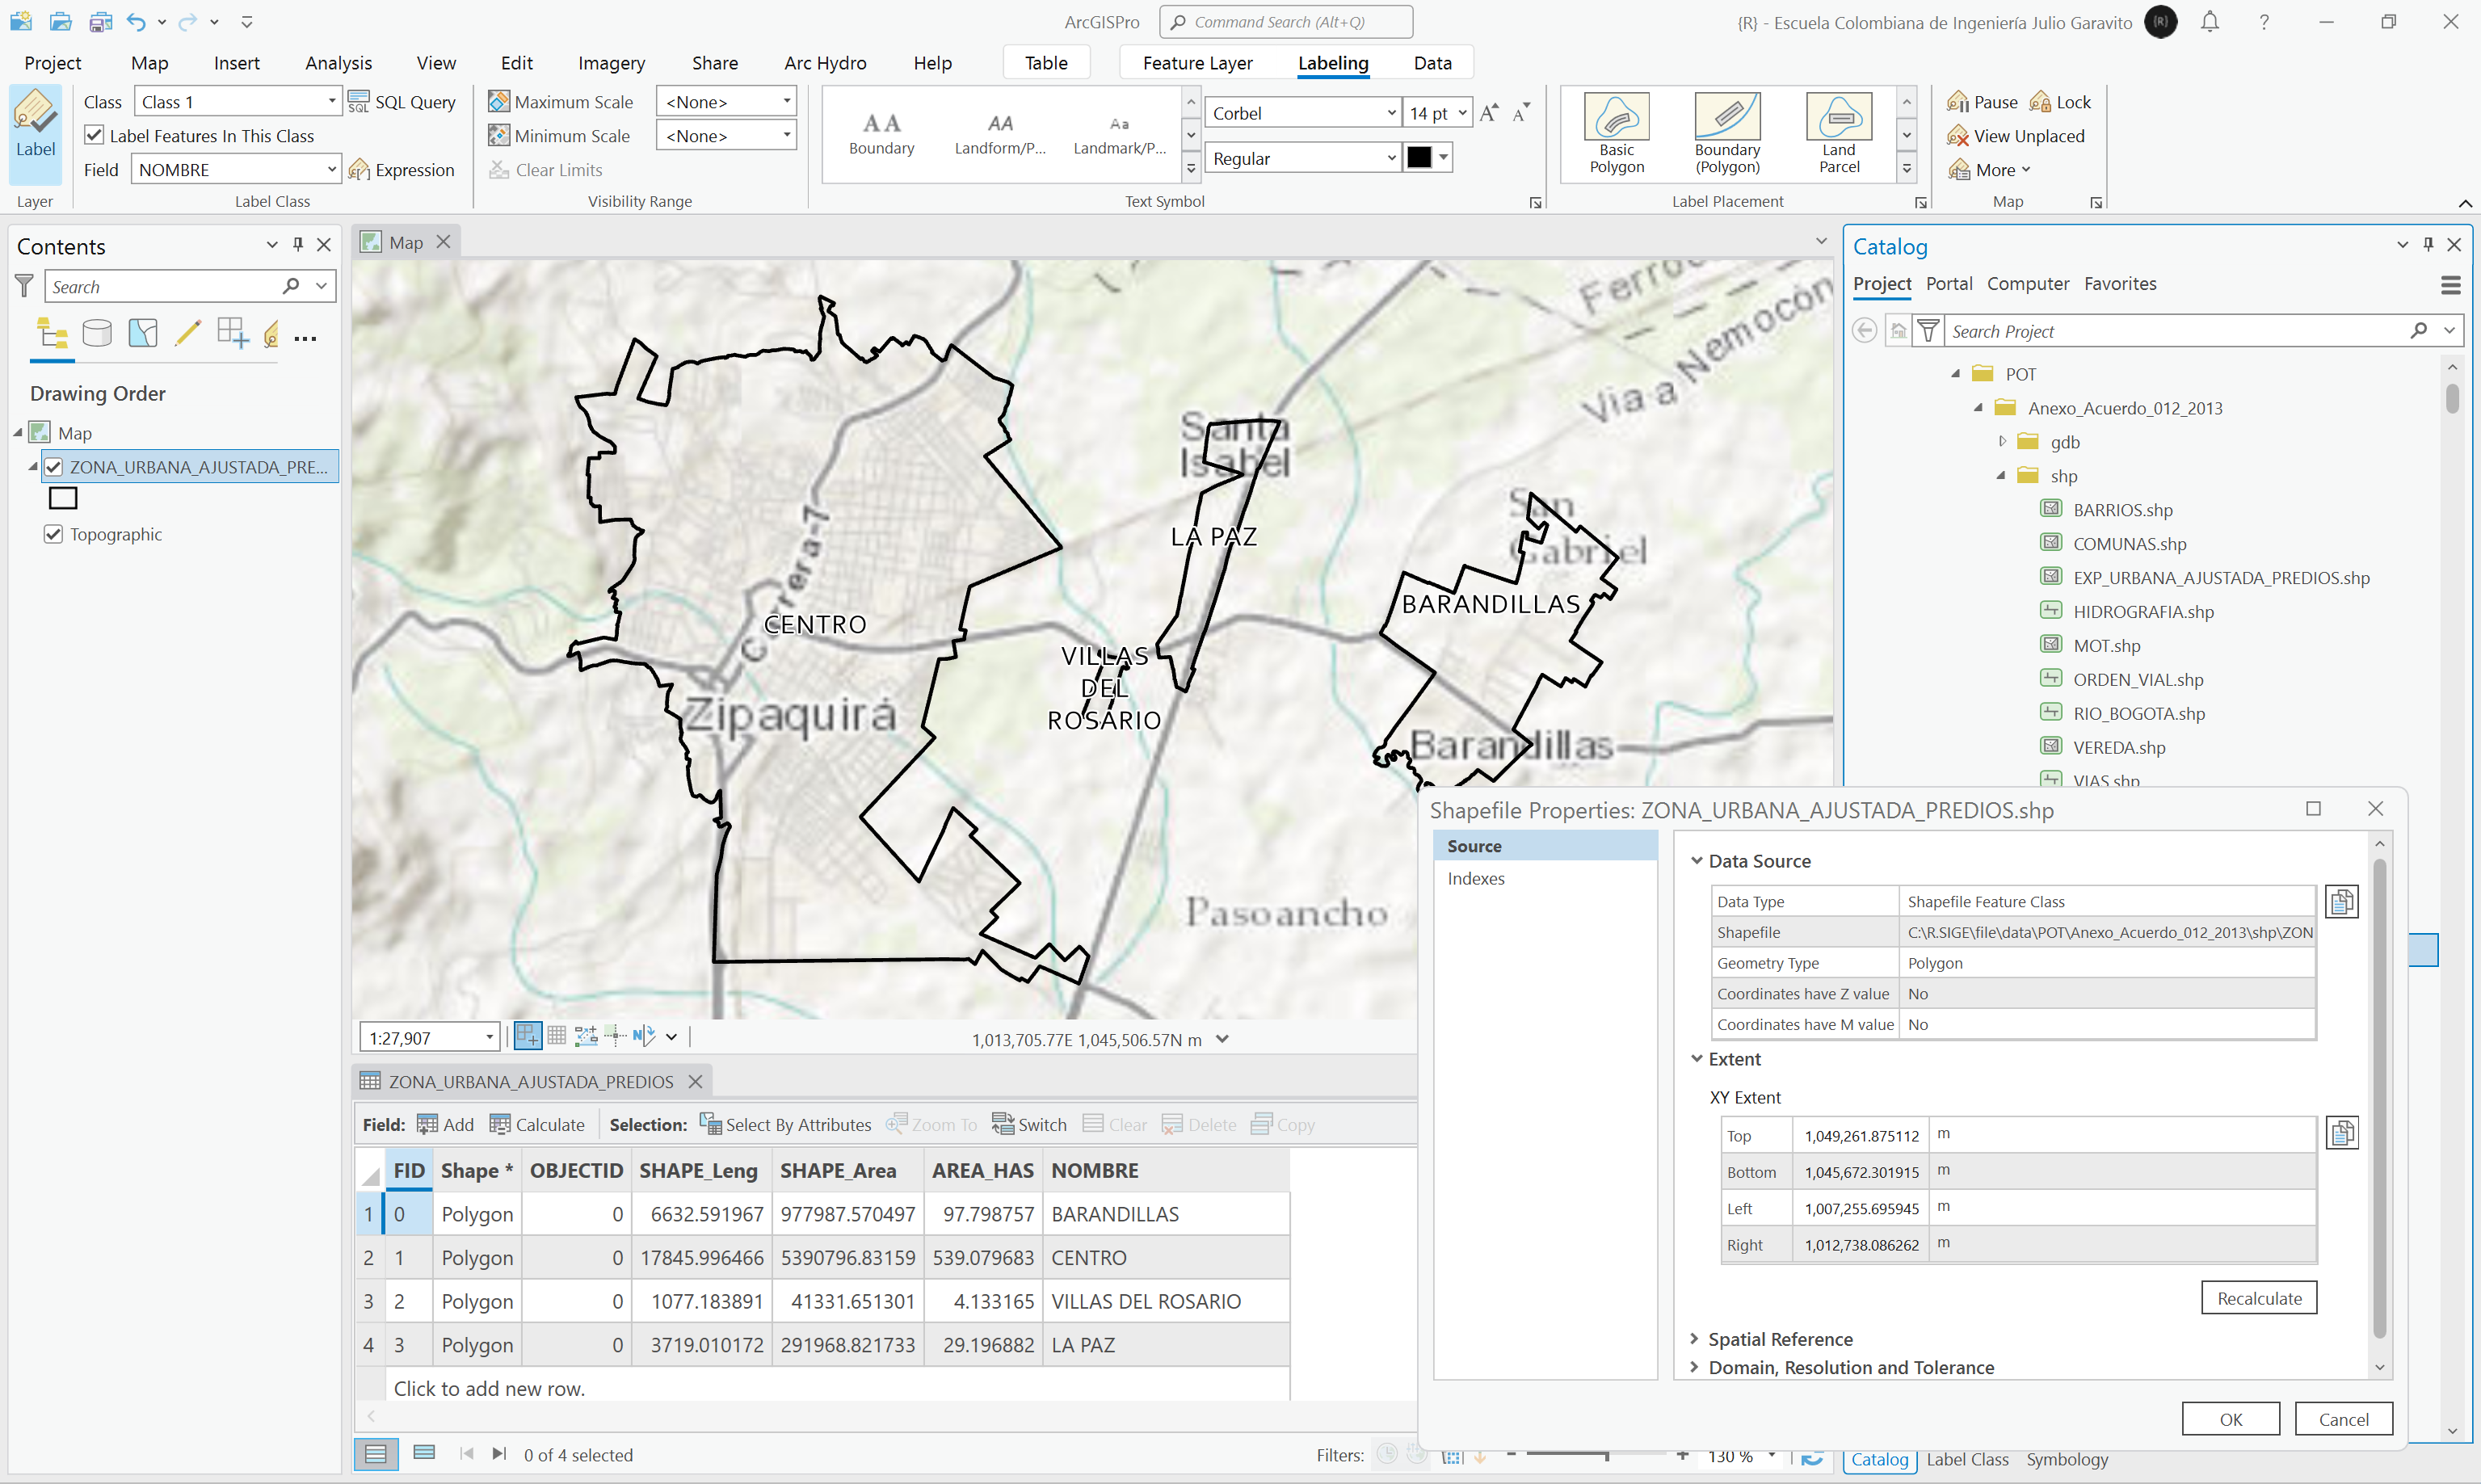 ArcGISPro
Command Search (Alt+Q)
{R} - Escuela Colombiana de Ingeniería Julio Garavito
{R}
?
Project Map Insert Analysis View Edit Imagery Share Arc Hydro Help Table Feature Layer Labeling Data
Label
Layer
Class Class 1
SQL SQL Query
Label Features In This Class
Field NOMBRE
Expression
Label Class
Maximum Scale <None>
Minimum Scale <None>
Clear Limits
Visibility Range
AA Boundary
AA Landform/P...
Aa Landmark/P...
Corbel 14 pt
Regular
Text Symbol
Basic Polygon
Boundary (Polygon)
Land Parcel
Label Placement
Pause Lock
View Unplaced
More
Map
Contents
Search
Drawing Order
Map
ZONA_URBANA_AJUSTADA_PRE...
Topographic
Map
Ferroc
Via a Nemocón
Santa
Isabel
LA PAZ
San
Gabriel
BARANDILLAS
Carrera-7
CENTRO
VILLAS
DEL
ROSARIO
Zipaquirá
Barandillas
Pasoancho
1:27,907
1,013,705.77E 1,045,506.57N m
ZONA_URBANA_AJUSTADA_PREDIOS
Field: Add Calculate Selection: Select By Attributes Zoom To Switch Clear Delete Copy
FID Shape * OBJECTID SHAPE_Leng SHAPE_Area AREA_HAS NOMBRE
1 0 Polygon 0 6632.591967 977987.570497 97.798757 BARANDILLAS
2 1 Polygon 0 17845.996466 5390796.83159 539.079683 CENTRO
3 2 Polygon 0 1077.183891 41331.651301 4.133165 VILLAS DEL ROSARIO
4 3 Polygon 0 3719.010172 291968.821733 29.196882 LA PAZ
Click to add new row.
0 of 4 selected
Filters:
130 %
Catalog
Project Portal Computer Favorites
Search Project
POT
Anexo_Acuerdo_012_2013
gdb
shp
BARRIOS.shp
COMUNAS.shp
EXP_URBANA_AJUSTADA_PREDIOS.shp
HIDROGRAFIA.shp
MOT.shp
ORDEN_VIAL.shp
RIO_BOGOTA.shp
VEREDA.shp
VIAS.shp
Shapefile Properties: ZONA_URBANA_AJUSTADA_PREDIOS.shp
Source
Indexes
Data Source
Data Type Shapefile Feature Class
Shapefile C:\R.SIGE\file\data\POT\Anexo_Acuerdo_012_2013\shp\ZON
Geometry Type Polygon
Coordinates have Z value No
Coordinates have M value No
Extent
XY Extent
Top 1,049,261.875112 m
Bottom 1,045,672.301915 m
Left 1,007,255.695945 m
Right 1,012,738.086262 m
Recalculate
Spatial Reference
Domain, Resolution and Tolerance
OK Cancel
Catalog Label Class Symbology